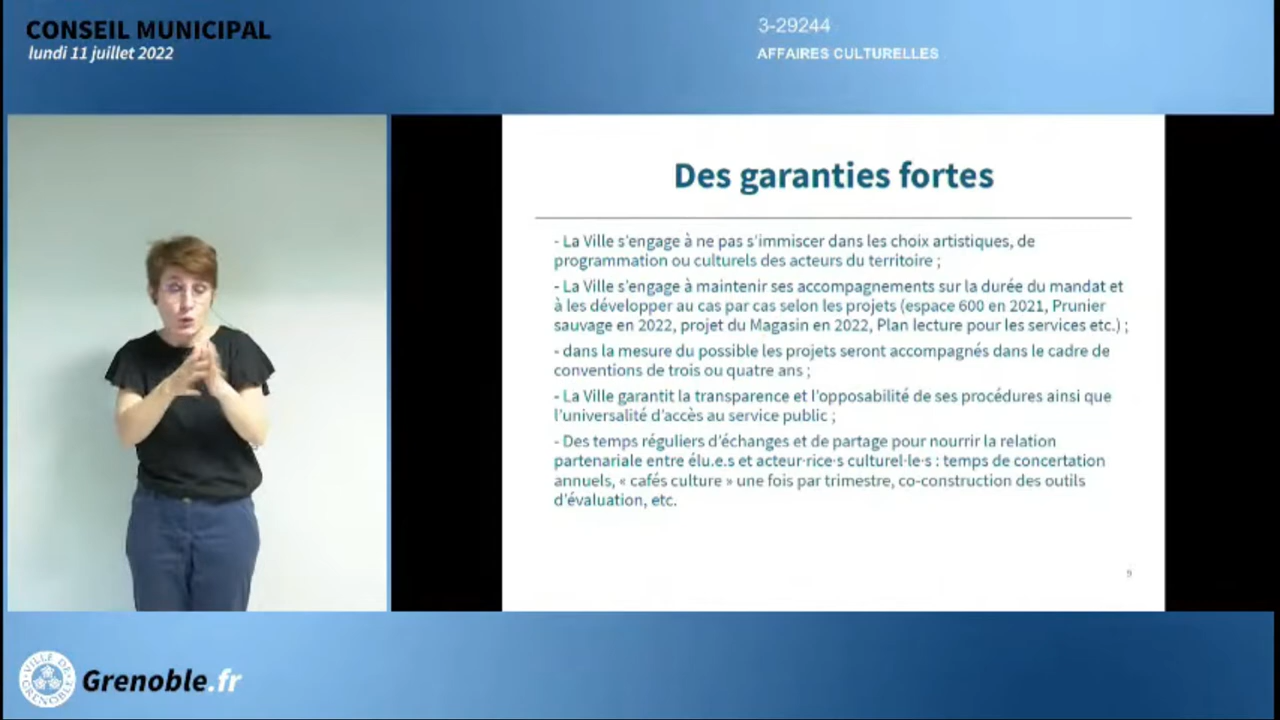 CONSEIL MUNICIPAL
lundi 11 juillet 2022
3-29244
AFFAIRES CULTURELLES
Des garanties fortes
- La Ville s'engage à ne pas s'immiscer dans les choix artistiques, de
programmation ou culturels des acteurs du territoire ;
- La Ville s'engage à maintenir ses accompagnements sur la durée du mandat et
à les développer au cas par cas selon les projets (espace 600 en 2021, Prunier
sauvage en 2022, projet du Magasin en 2022, Plan lecture pour les services etc.) ;
- dans la mesure du possible les projets seront accompagnés dans le cadre de
conventions de trois ou quatre ans ;
- La Ville garantit la transparence et l'opposabilité de ses procédures ainsi que
l'universalité d'accès au service public ;
- Des temps réguliers d'échanges et de partage pour nourrir la relation
partenariale entre élu.e.s et acteur·rice·s culturel·le·s : temps de concertation
annuels, « cafés culture » une fois par trimestre, co-construction des outils
d'évaluation, etc.
9
VILLE DE GRENOBLE
Grenoble.fr